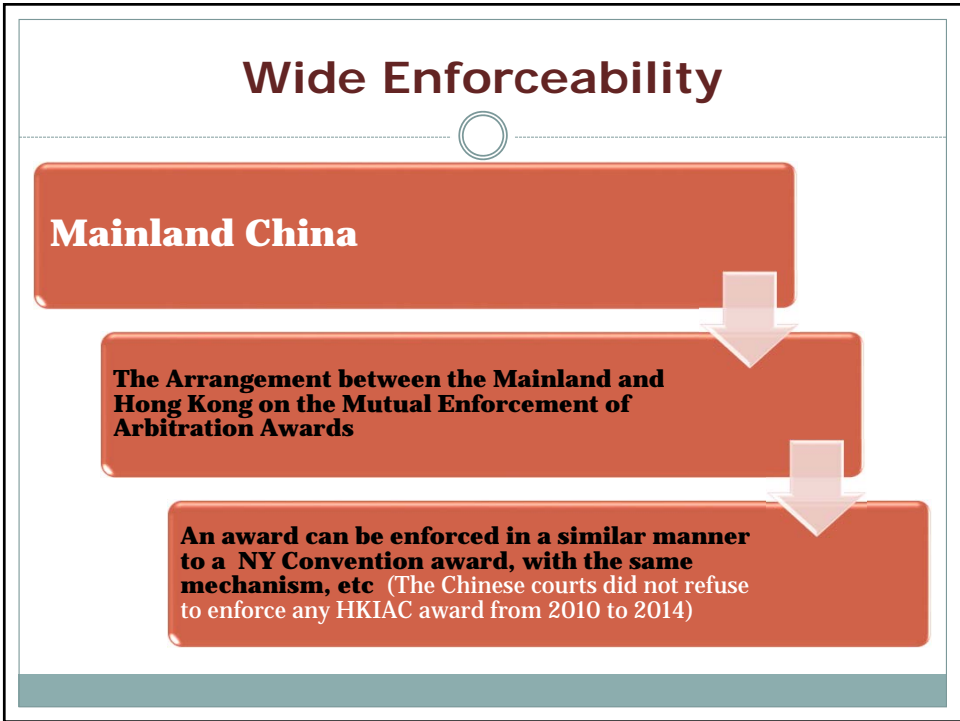 Wide Enforceability
Mainland China
The Arrangement between the Mainland and
Hong Kong on the Mutual Enforcement of
Arbitration Awards
An award can be enforced in a similar manner
to a NY Convention award, with the same
mechanism, etc (The Chinese courts did not refuse
to enforce any HKIAC award from 2010 to 2014)